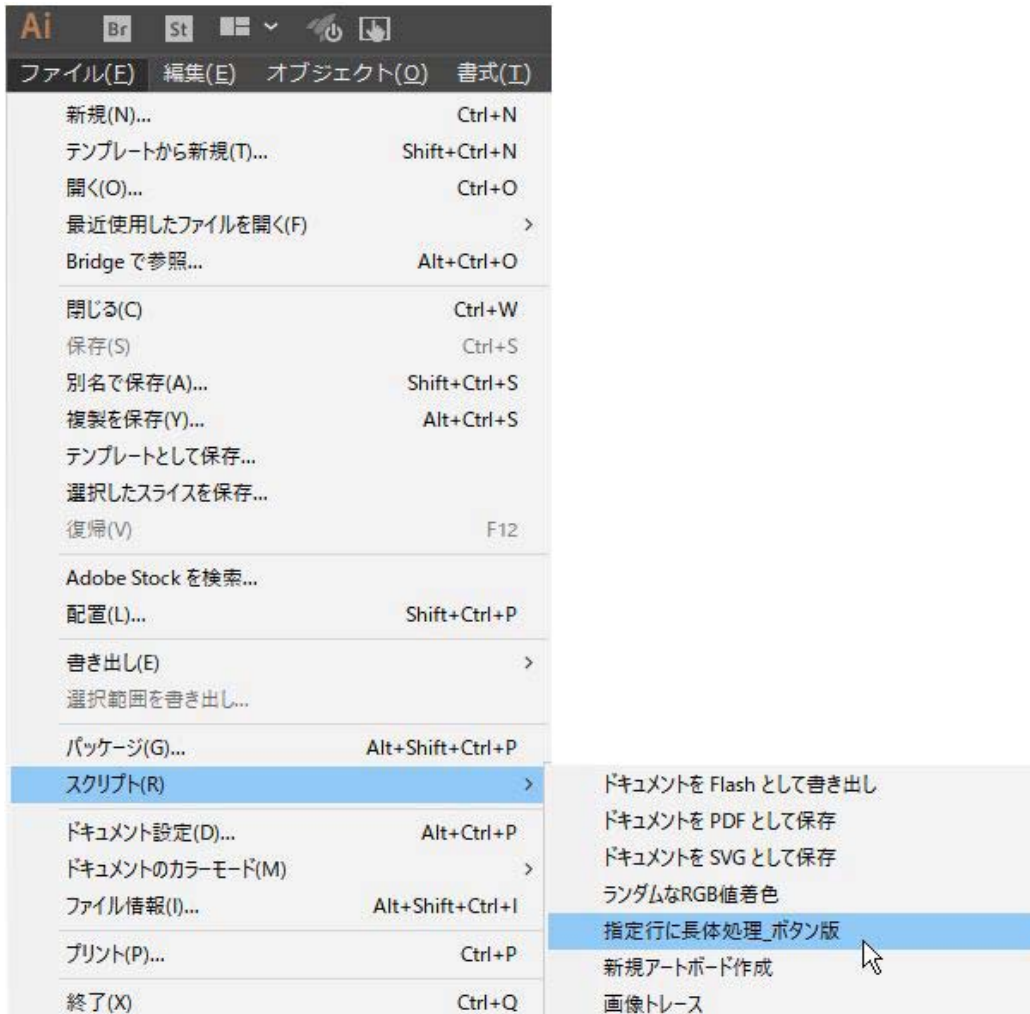 Ai Br St
ファイル(F) 編集(E) オブジェクト(O) 書式(T)
新規(N)... Ctrl+N
テンプレートから新規(T)... Shift+Ctrl+N
開く(O)... Ctrl+O
最近使用したファイルを開く(F) >
Bridge で参照... Alt+Ctrl+O
閉じる(C) Ctrl+W
保存(S) Ctrl+S
別名で保存(A)... Shift+Ctrl+S
複製を保存(Y)... Alt+Ctrl+S
テンプレートとして保存...
選択したスライスを保存...
復帰(V) F12
Adobe Stock を検索...
配置(L)... Shift+Ctrl+P
書き出し(E) >
選択範囲を書き出し...
パッケージ(G)... Alt+Shift+Ctrl+P
スクリプト(R) >
ドキュメント設定(D)... Alt+Ctrl+P
ドキュメントのカラーモード(M) >
ファイル情報(I)... Alt+Shift+Ctrl+I
プリント(P)... Ctrl+P
終了(X) Ctrl+Q
ドキュメントを Flash として書き出し
ドキュメントを PDF として保存
ドキュメントを SVG として保存
ランダムなRGB値着色
指定行に長体処理_ボタン版
新規アートボード作成
画像トレース